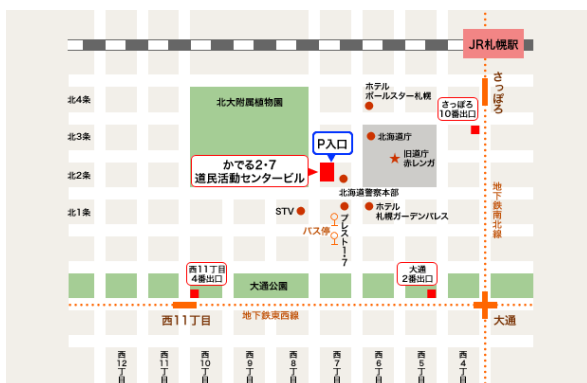 JR札幌駅
さっぽろ
北4条
北大附属植物園
ホテル
ポールスター札幌
さっぽろ
10番出口
北3条
北海道庁
P入口
旧道庁
赤レンガ
かでる2・7
道民活動センタービル
北2条
北海道警察本部
地下鉄南北線
北1条
STV
バス停
プレスト1・7
ホテル
札幌ガーデンパレス
西11丁目
4番出口
大通公園
大通
2番出口
西11丁目
地下鉄東西線
大通
西12丁目
西11丁目
西10丁目
西9丁目
西8丁目
西7丁目
西6丁目
西5丁目
西4丁目